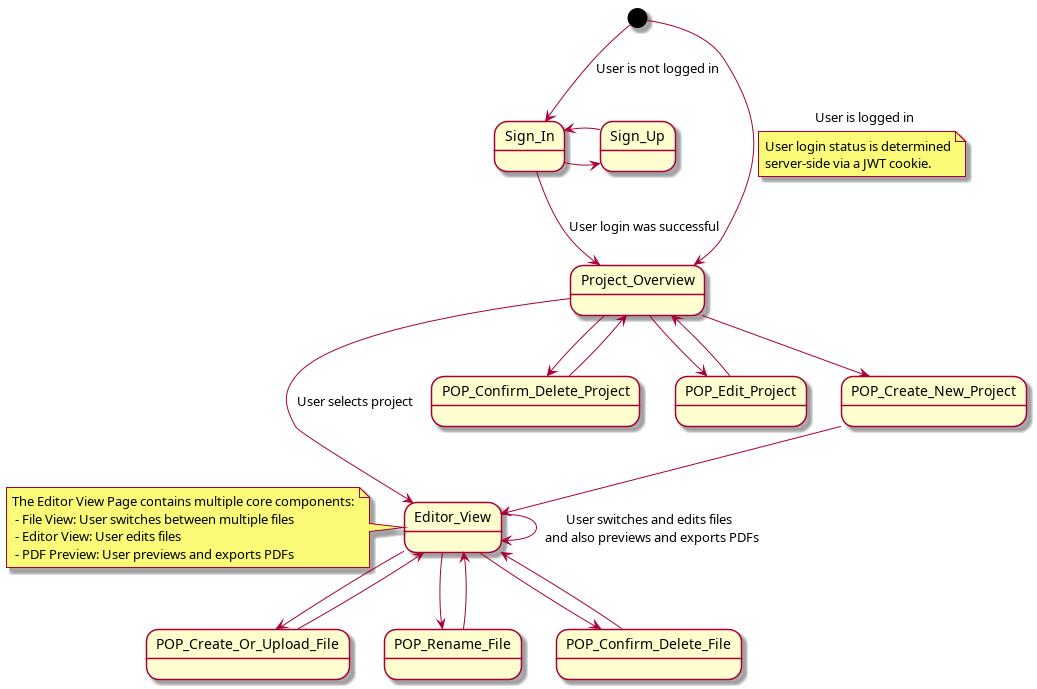 User is not logged in
User is logged in
User login status is determined
server-side via a JWT cookie.
Sign_In
Sign_Up
User login was successful
Project_Overview
User selects project
POP_Confirm_Delete_Project
POP_Edit_Project
POP_Create_New_Project
The Editor View Page contains multiple core components:
- File View: User switches between multiple files
- Editor View: User edits files
- PDF Preview: User previews and exports PDFs
Editor_View
User switches and edits files
and also previews and exports PDFs
POP_Create_Or_Upload_File
POP_Rename_File
POP_Confirm_Delete_File